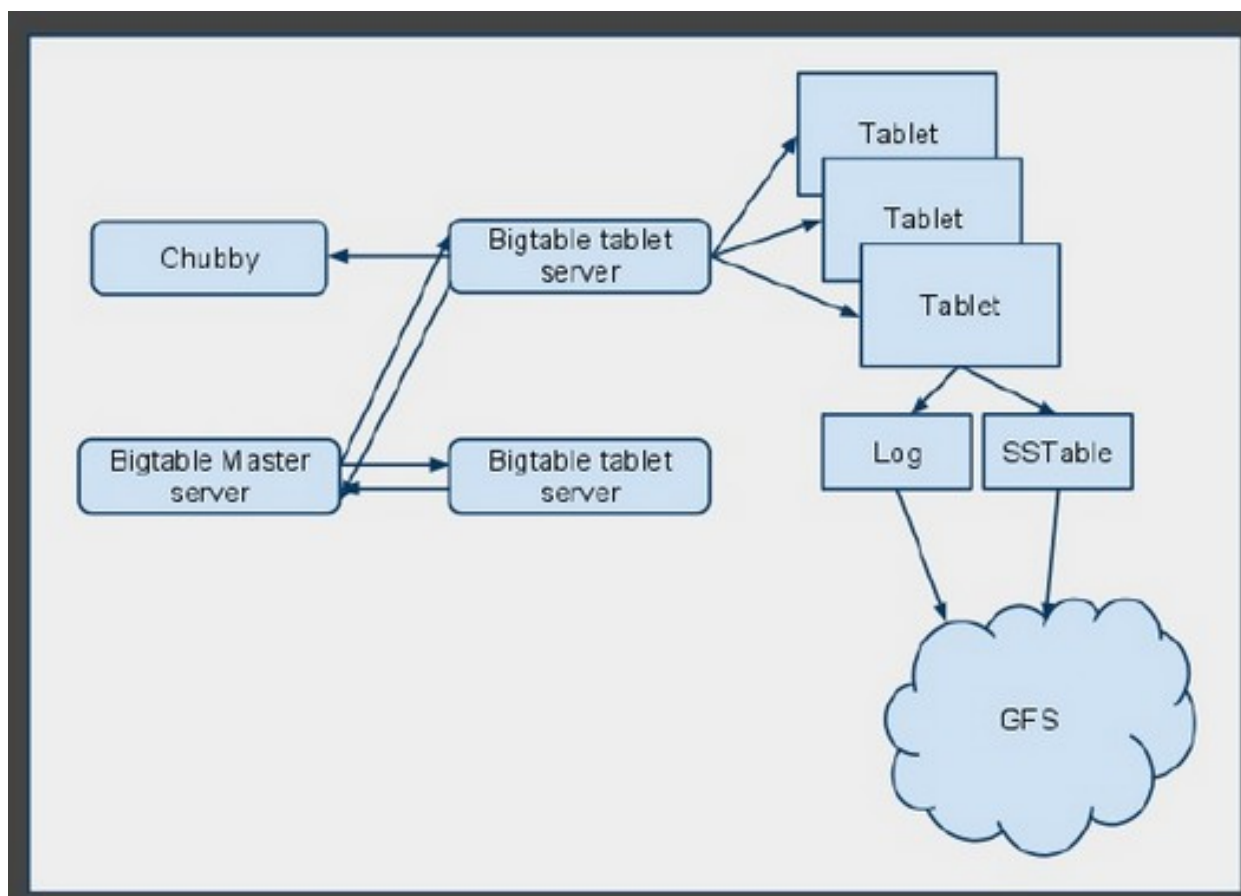 Tablet
Tablet
Tablet
Chubby
Bigtable tablet
server
Bigtable Master
server
Bigtable tablet
server
Log
SSTable
GFS